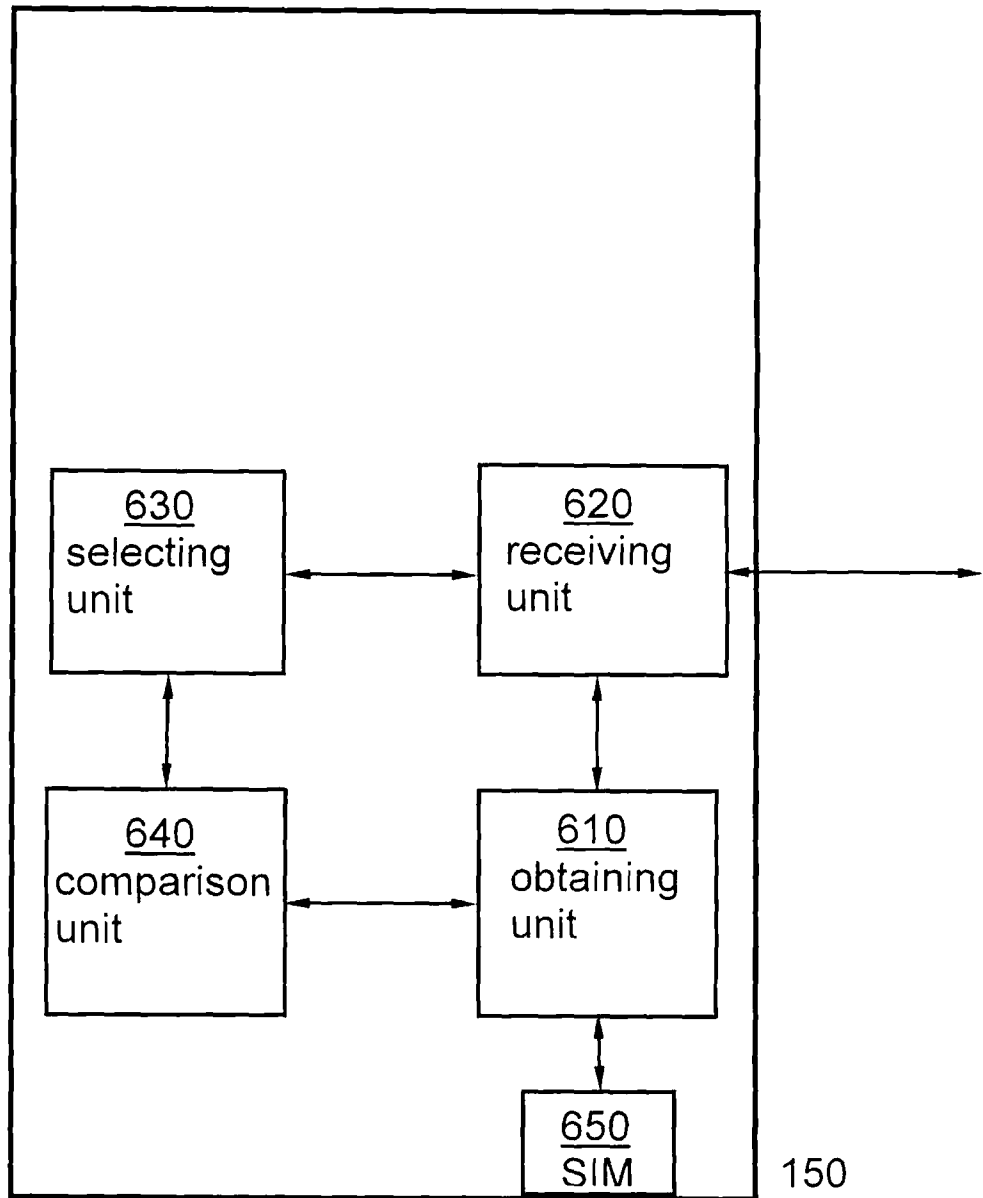 630
selecting
unit
620
receiving
unit
640
comparison
unit
610
obtaining
unit
650
SIM
150